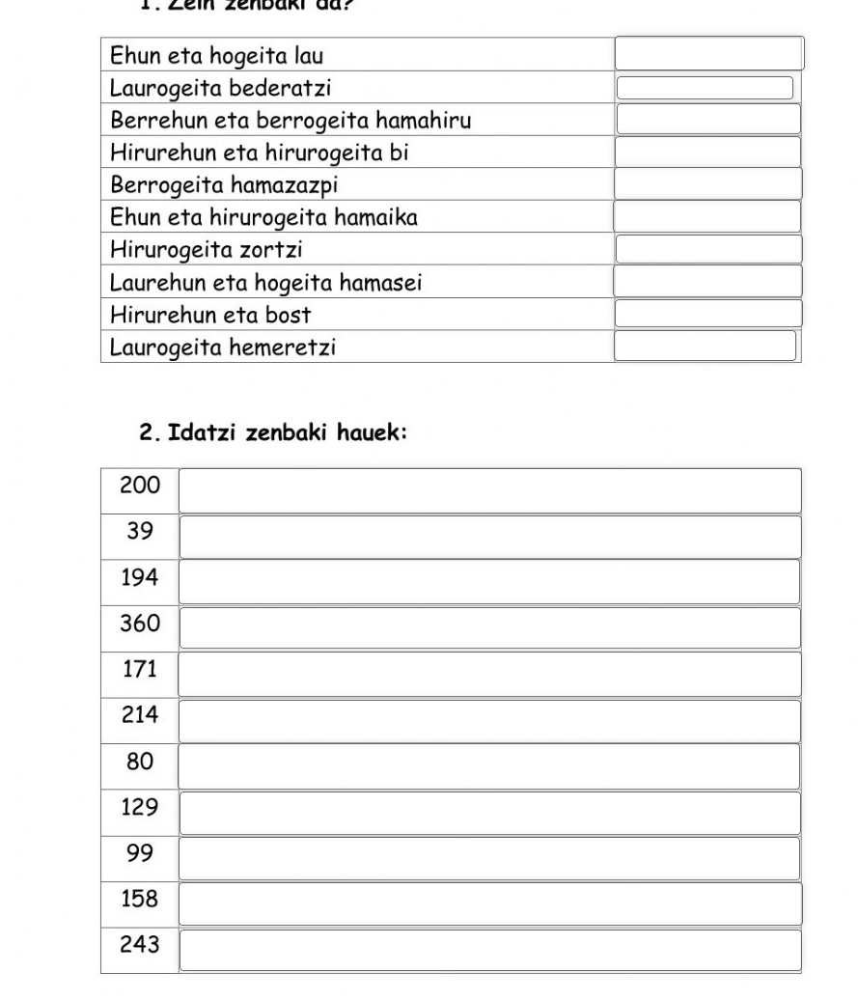 1. Zein zenbaki da?
Ehun eta hogeita lau
Laurogeita bederatzi
Berrehun eta berrogeita hamahiru
Hirurehun eta hirurogeita bi
Berrogeita hamazazpi
Ehun eta hirurogeita hamaika
Hirurogeita zortzi
Laurehun eta hogeita hamasei
Hirurehun eta bost
Laurogeita hemeretzi
2. Idatzi zenbaki hauek:
200
39
194
360
171
214
80
129
99
158
243